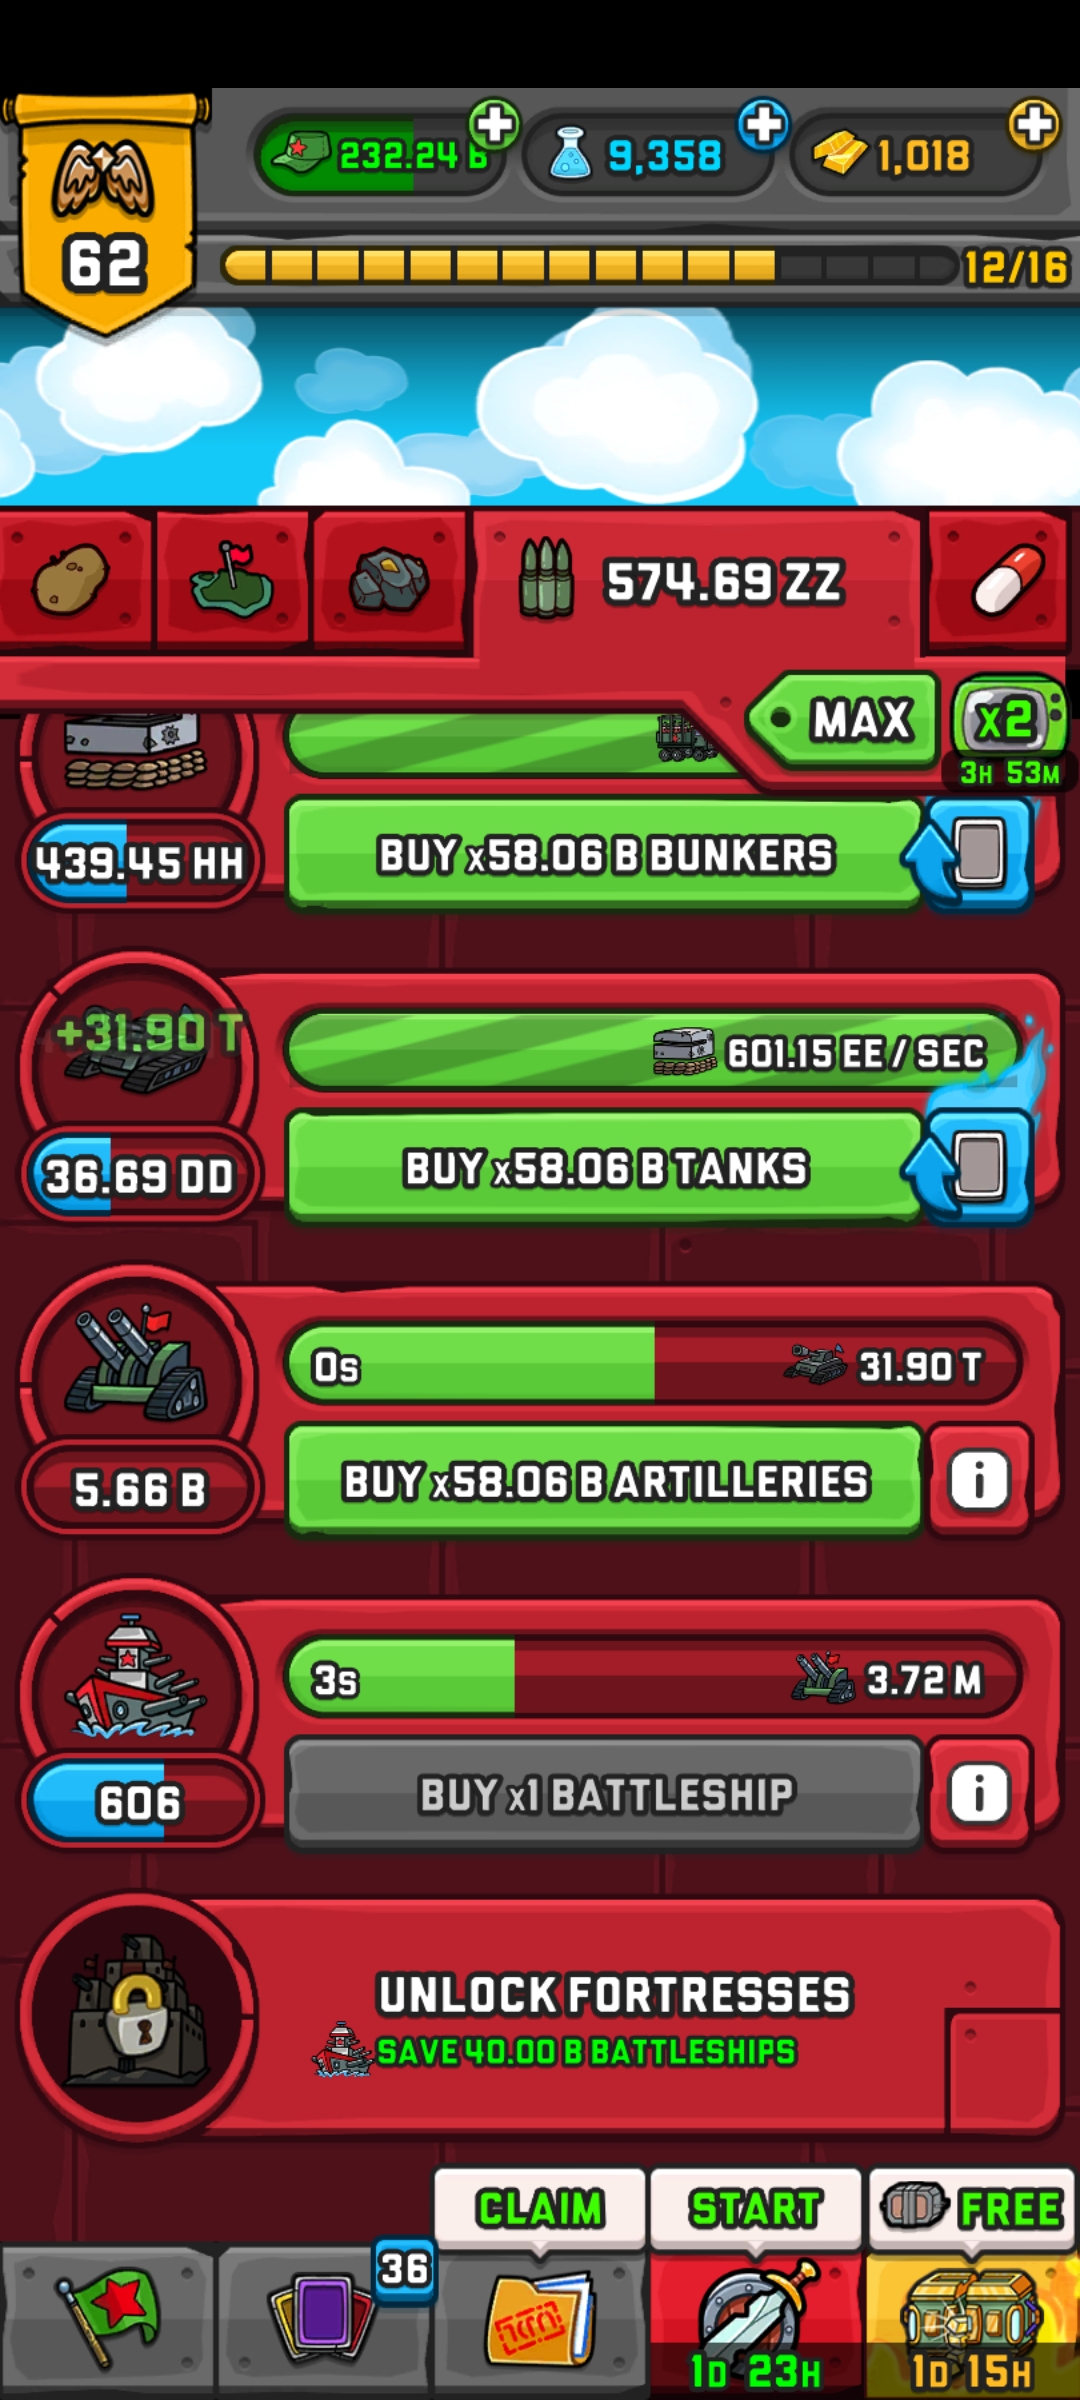 62
232.24 B
9,358
1,018
12/16
574.69 ZZ
MAX
x2
3H 53M
439.45 HH
BUY x58.06 B BUNKERS
+31.90 T
601.15 EE / SEC
36.69 DD
BUY x58.06 B TANKS
0s
31.90 T
5.66 B
BUY x58.06 B ARTILLERIES
i
3s
3.72 M
606
BUY x1 BATTLESHIP
i
UNLOCK FORTRESSES
SAVE 40.00 B BATTLESHIPS
CLAIM
START
FREE
36
1D 23H
1D 15H